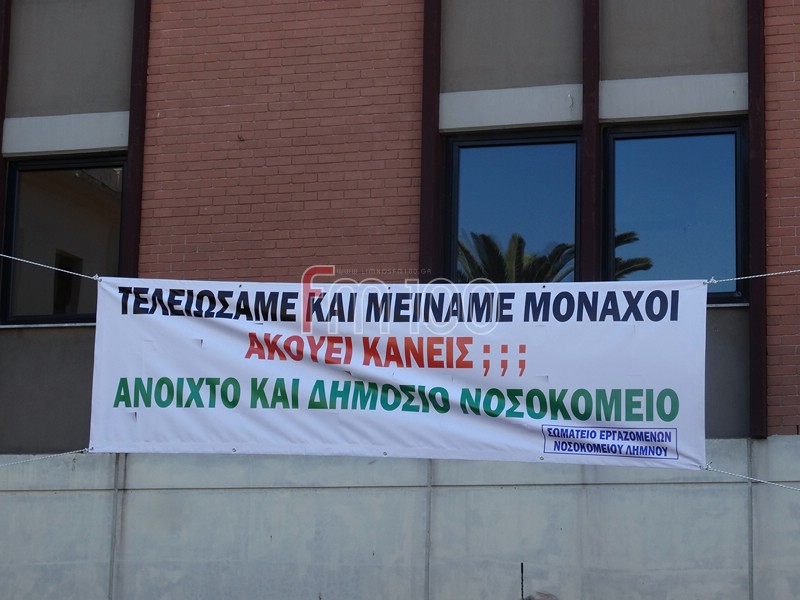 ΤΕΛΕΙΩΣΑΜΕ ΚΑΙ ΜΕΙΝΑΜΕ ΜΟΝΑΧΟΙ
ΑΚΟΥΕΙ ΚΑΝΕΙΣ ; ; ;
ΑΝΟΙΧΤΟ ΚΑΙ ΔΗΜΟΣΙΟ ΝΟΣΟΚΟΜΕΙΟ
ΣΩΜΑΤΕΙΟ ΕΡΓΑΖΟΜΕΝΩΝ
ΝΟΣΟΚΟΜΕΙΟΥ ΛΗΜΝΟΥ
fm100